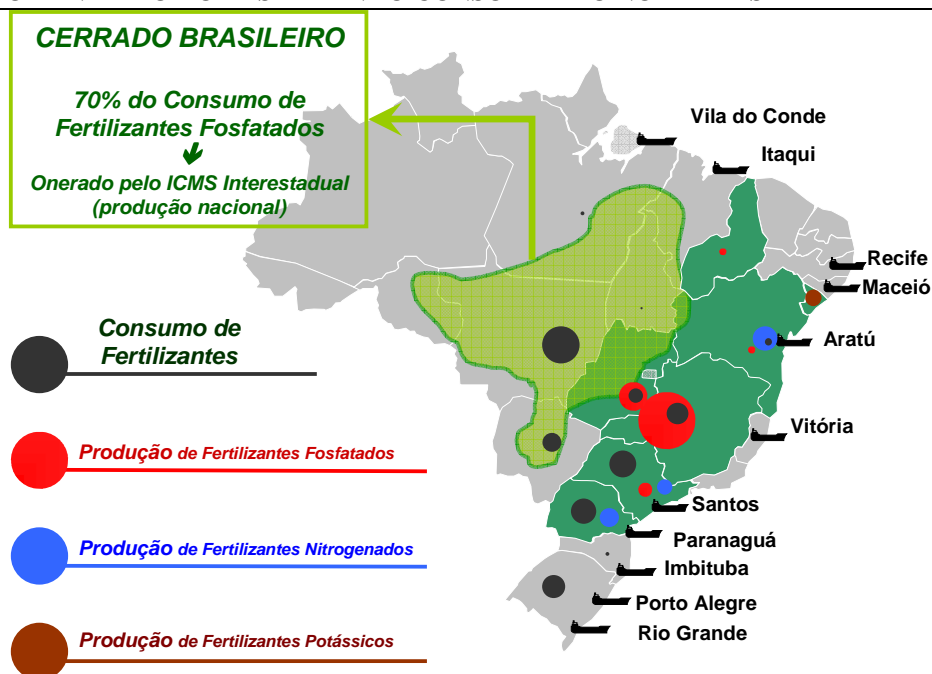 CERRADO BRASILEIRO
70% do Consumo de
Fertilizantes Fosfatados
Onerado pelo ICMS Interestadual
(produção nacional)
Vila do Conde
Itaqui
Recife
Maceió
Consumo de
Fertilizantes
Aratú
Vitória
Produção de Fertilizantes Fosfatados
Santos
Produção de Fertilizantes Nitrogenados
Paranaguá
Imbituba
Porto Alegre
Rio Grande
Produção de Fertilizantes Potássicos